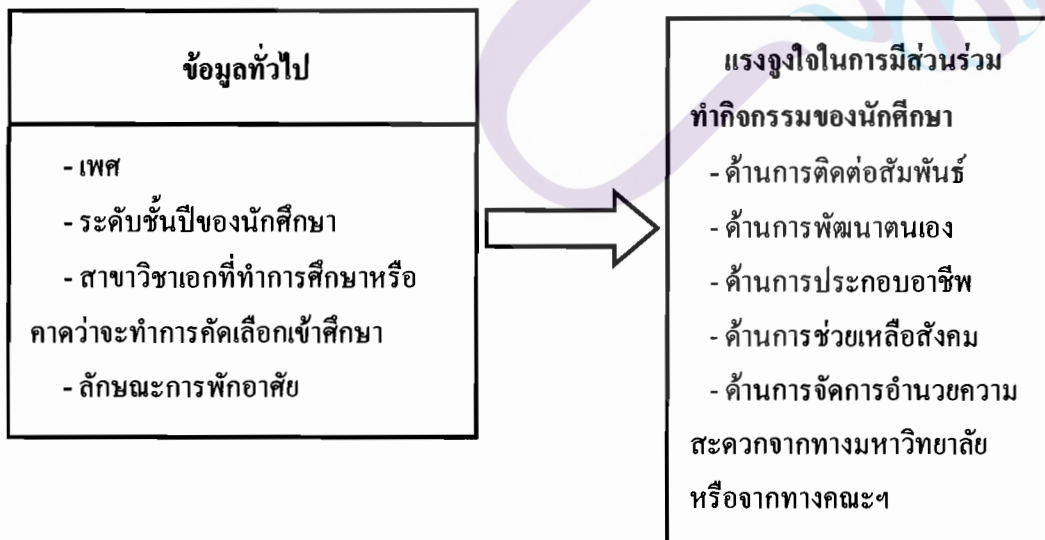 ข้อมูลทั่วไป
- เพศ
- ระดับชั้นปีของนักศึกษา
- สาขาวิชาเอกที่ทำการศึกษาหรือ
คาดว่าจะทำการคัดเลือกเข้าศึกษา
- ลักษณะการพักอาศัย
แรงจูงใจในการมีส่วนร่วม
ทำกิจกรรมของนักศึกษา
- ด้านการติดต่อสัมพันธ์
- ด้านการพัฒนาตนเอง
- ด้านการประกอบอาชีพ
- ด้านการช่วยเหลือสังคม
- ด้านการจัดการอำนวยความ
สะดวกจากทางมหาวิทยาลัย
หรือจากทางคณะฯ